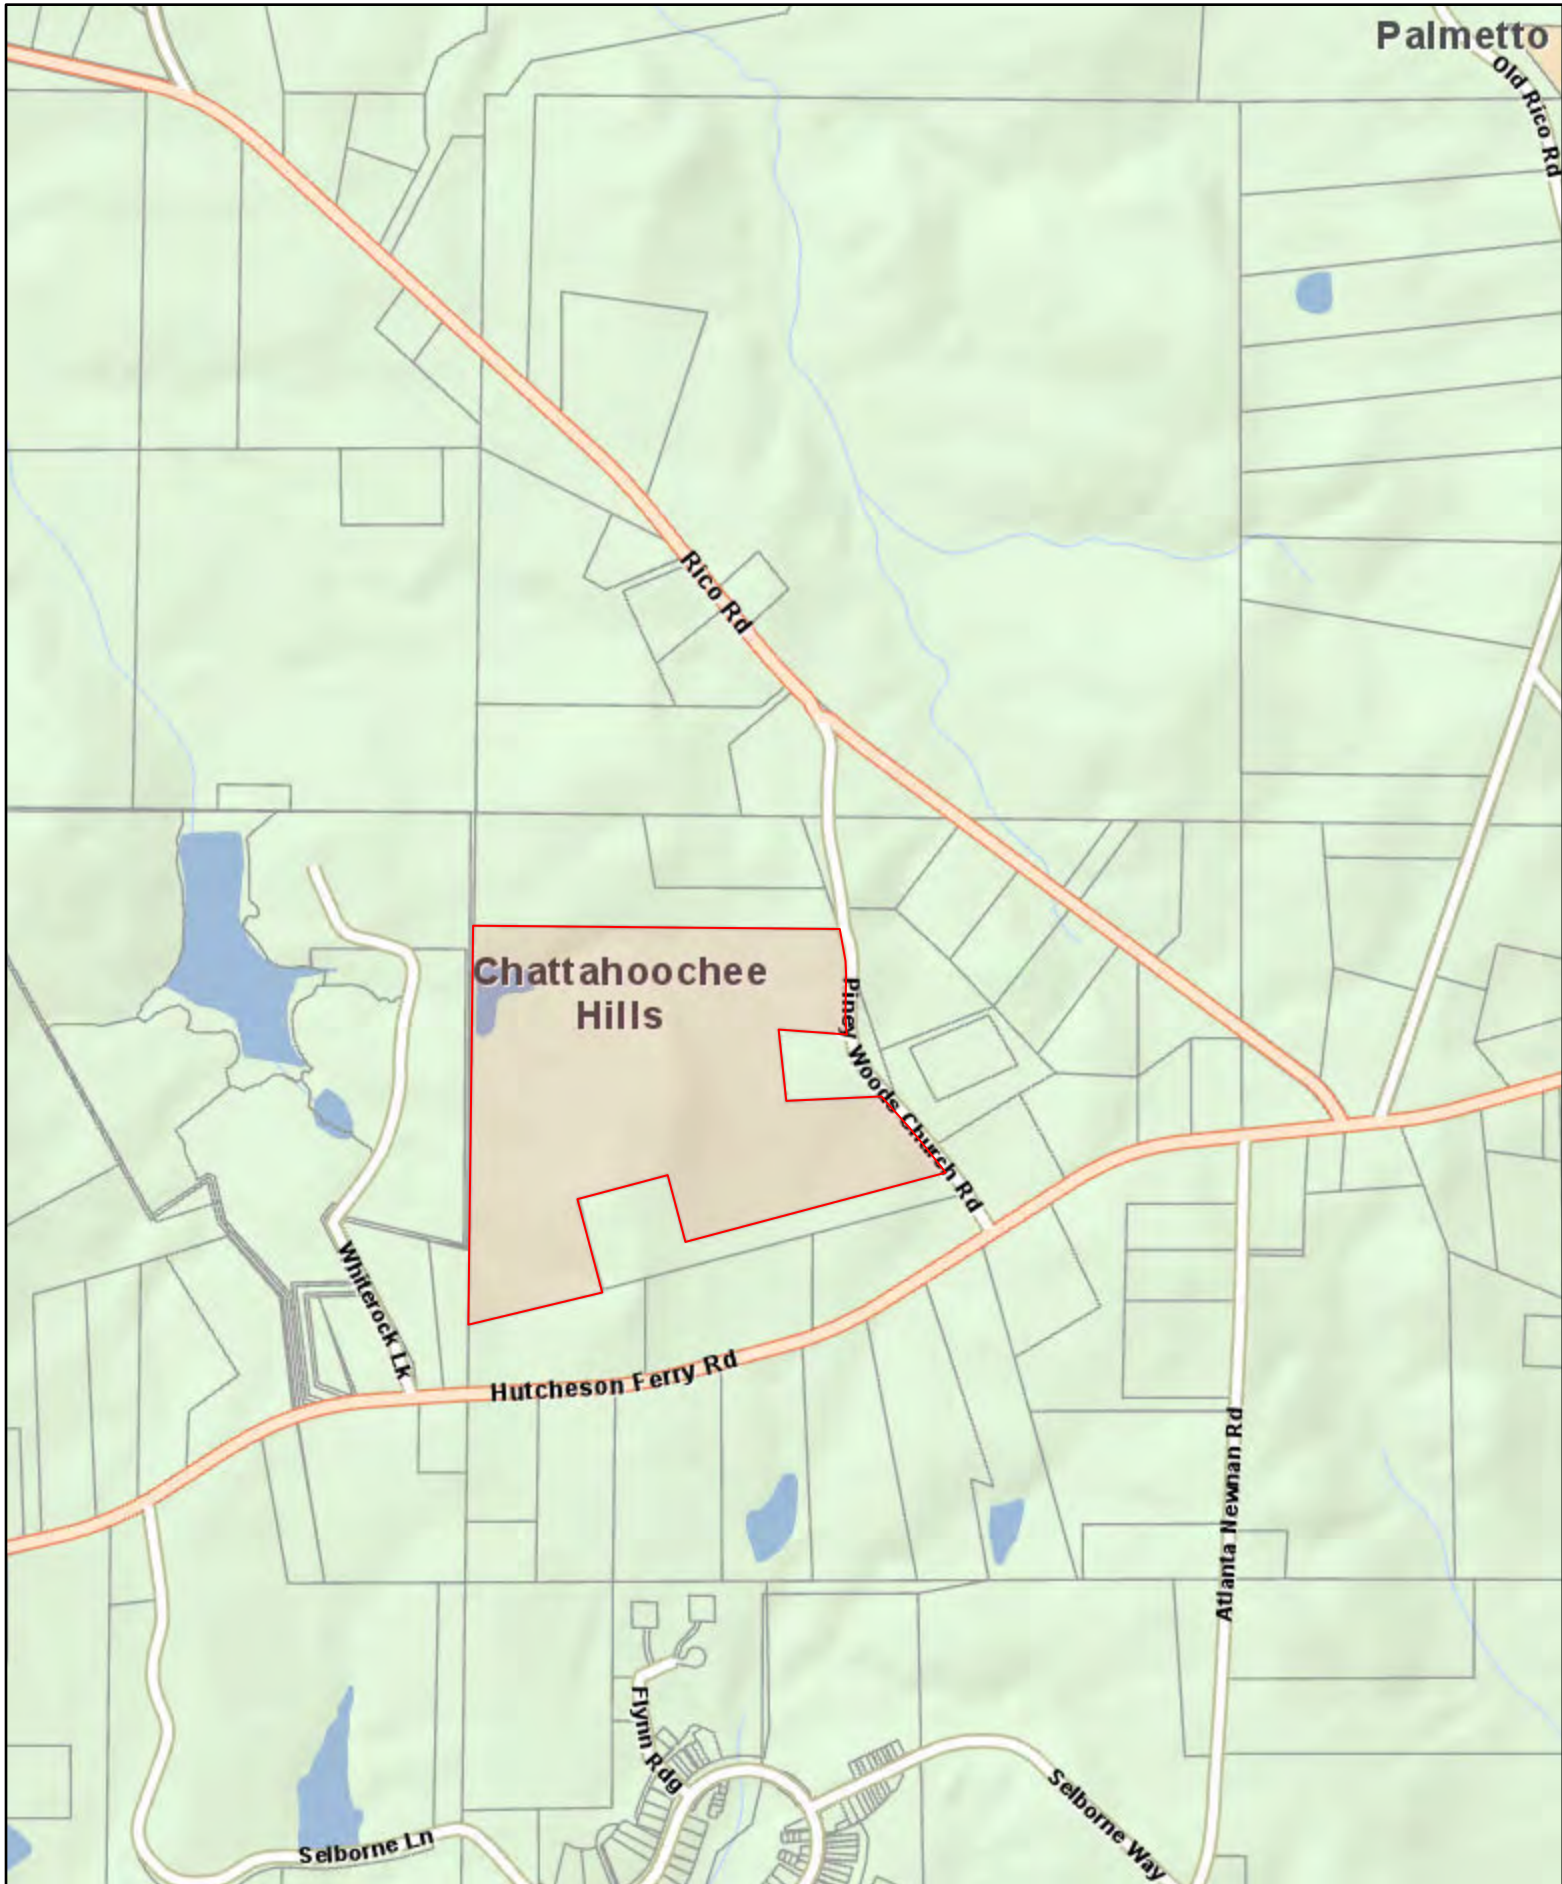 Palmetto
Old Rico Rd
Rico Rd
Chattahoochee
Hills
Piney Woods Church Rd
Whiterock Lk
Hutcheson Ferry Rd
Atlanta Newnan Rd
Flynn Rdg
Selborne Way
Selborne Ln